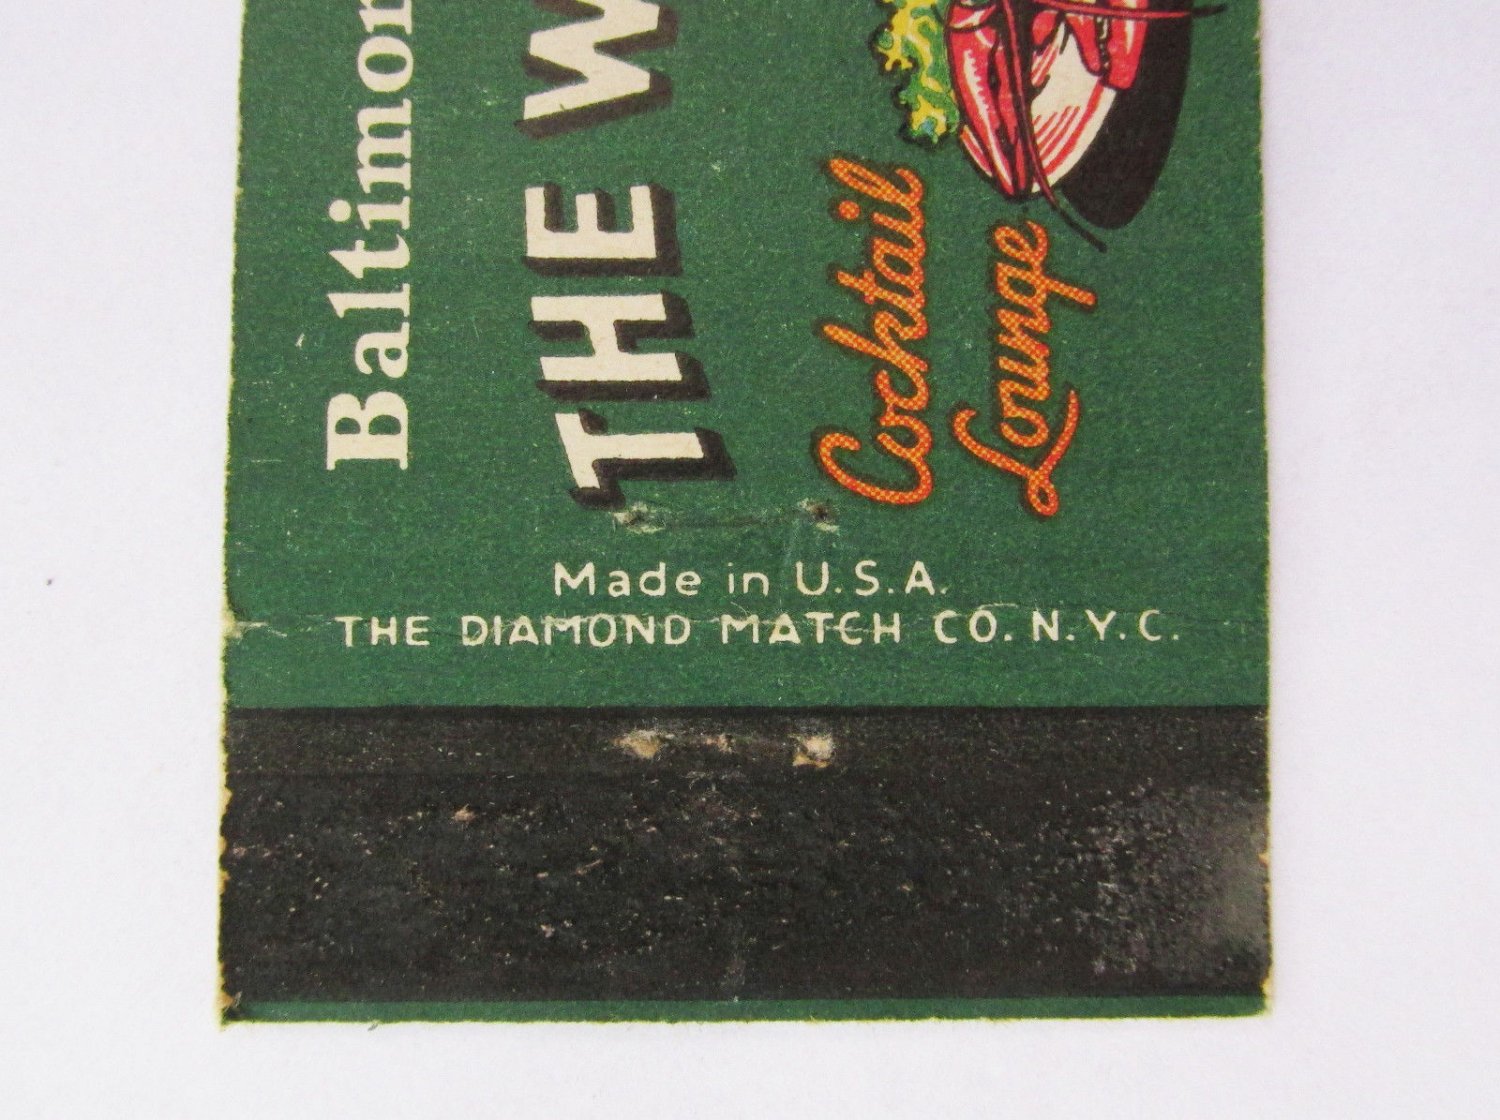 Baltimor
THE W
Cocktail
Lounge
Made in U.S.A.
THE DIAMOND MATCH CO. N.Y.C.